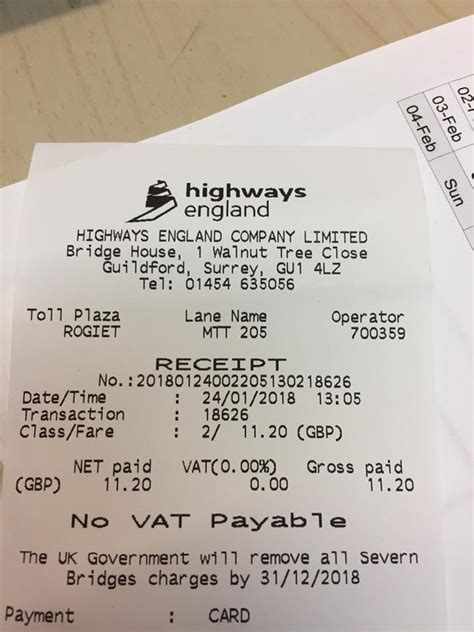 02-F
03-Feb
04-Feb
Sun
highways
england
HIGHWAYS ENGLAND COMPANY LIMITED
Bridge House, 1 Walnut Tree Close
Guildford, Surrey, GU1 4LZ
Tel: 01454 635056
Toll Plaza Lane Name Operator
ROGIET MTT 205 700359
RECEIPT
No.:20180124002205130218626
Date/Time : 24/01/2018 13:05
Transaction : 18626
Class/Fare : 2/ 11.20 (GBP)
NET paid VAT(0.00%) Gross paid
(GBP) 11.20 0.00 11.20
No VAT Payable
The UK Government will remove all Severn
Bridges charges by 31/12/2018
Payment : CARD